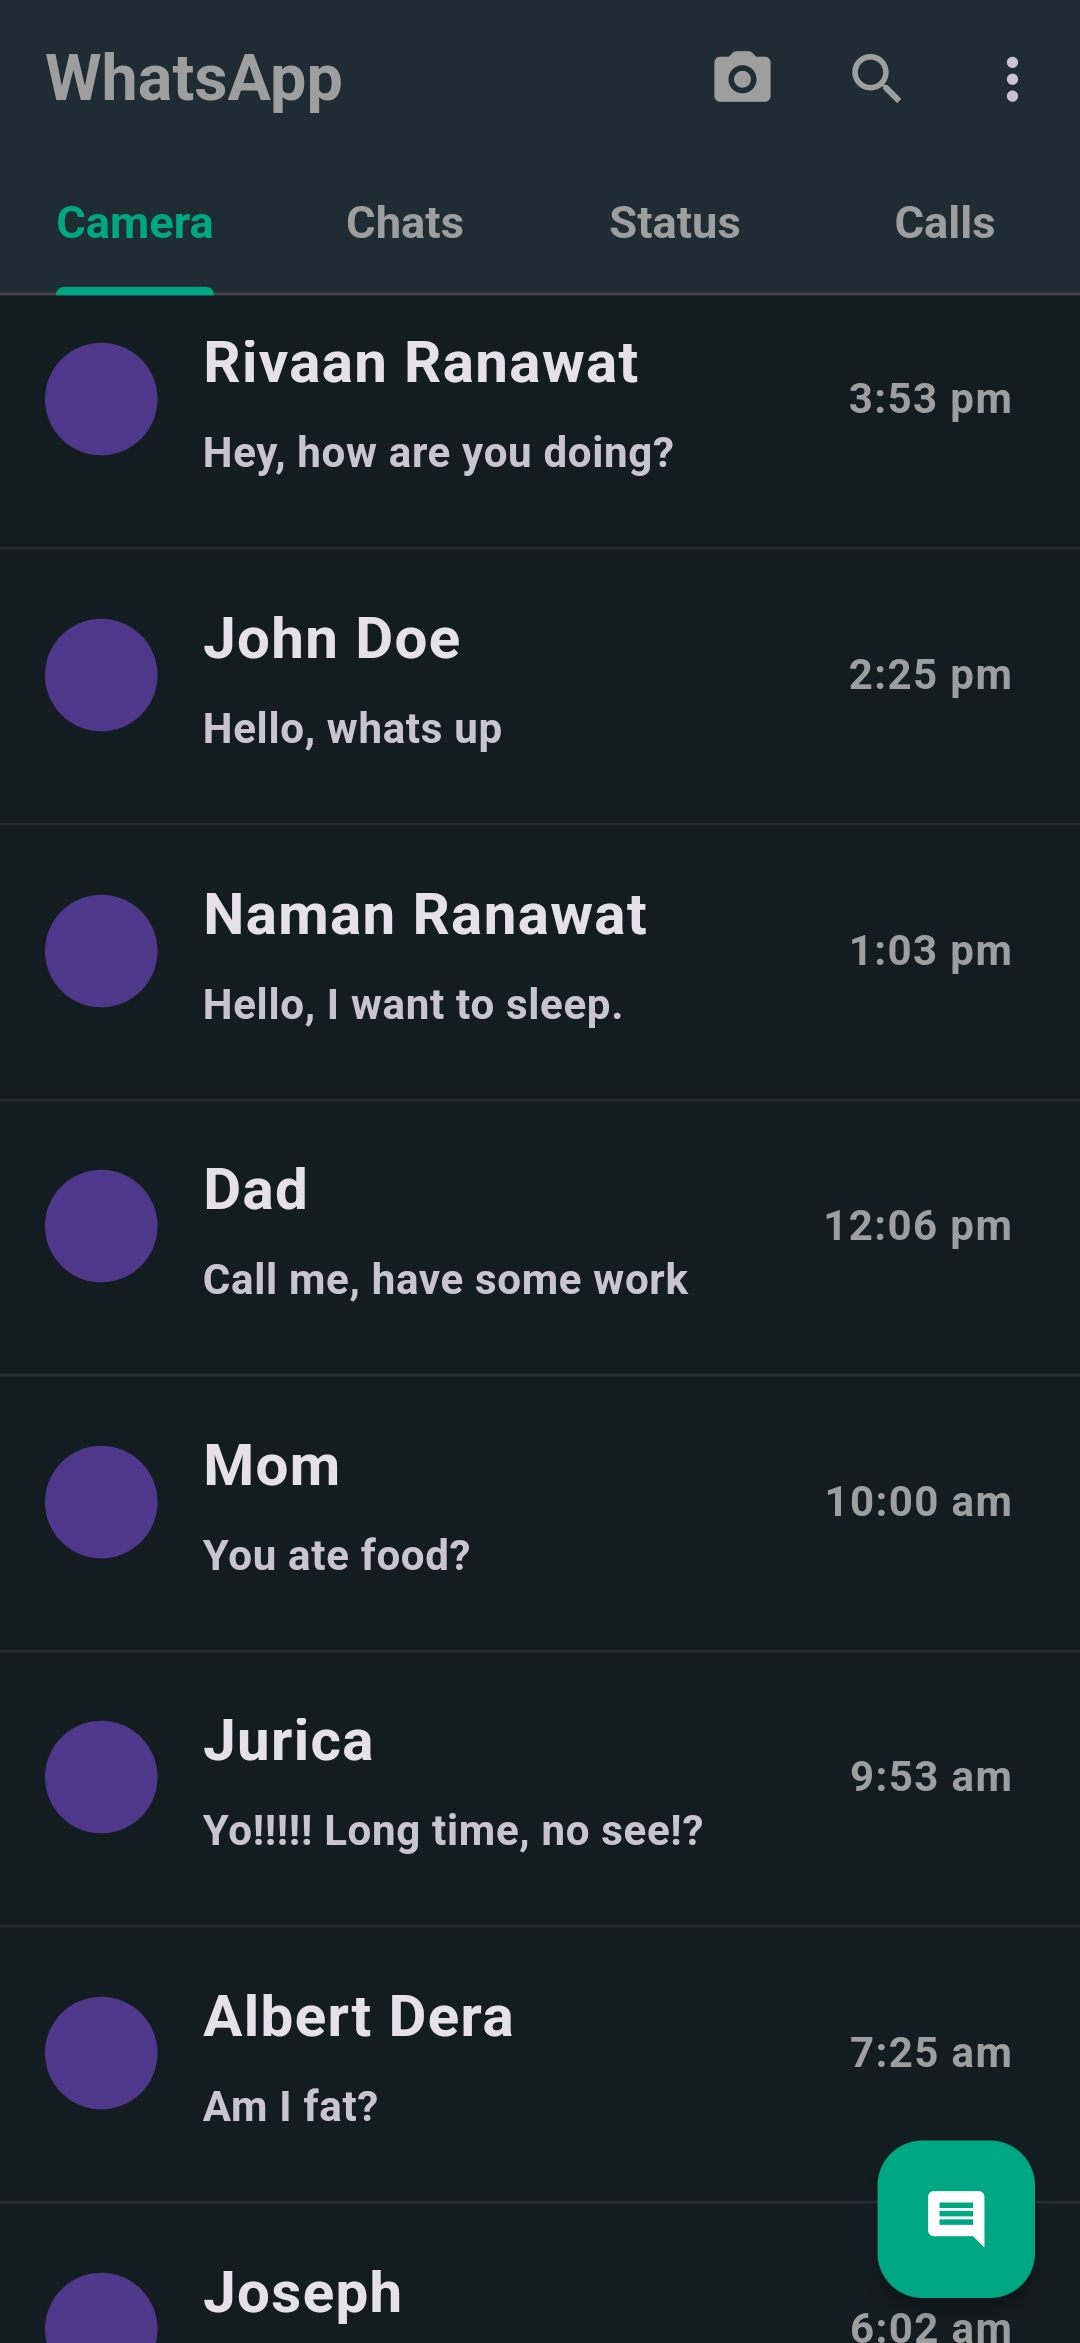 WhatsApp
Camera Chats Status Calls
Rivaan Ranawat
3:53 pm
Hey, how are you doing?
John Doe
2:25 pm
Hello, whats up
Naman Ranawat
1:03 pm
Hello, I want to sleep.
Dad
12:06 pm
Call me, have some work
Mom
10:00 am
You ate food?
Jurica
9:53 am
Yo!!!!! Long time, no see!?
Albert Dera
7:25 am
Am I fat?
Joseph
6:02 am